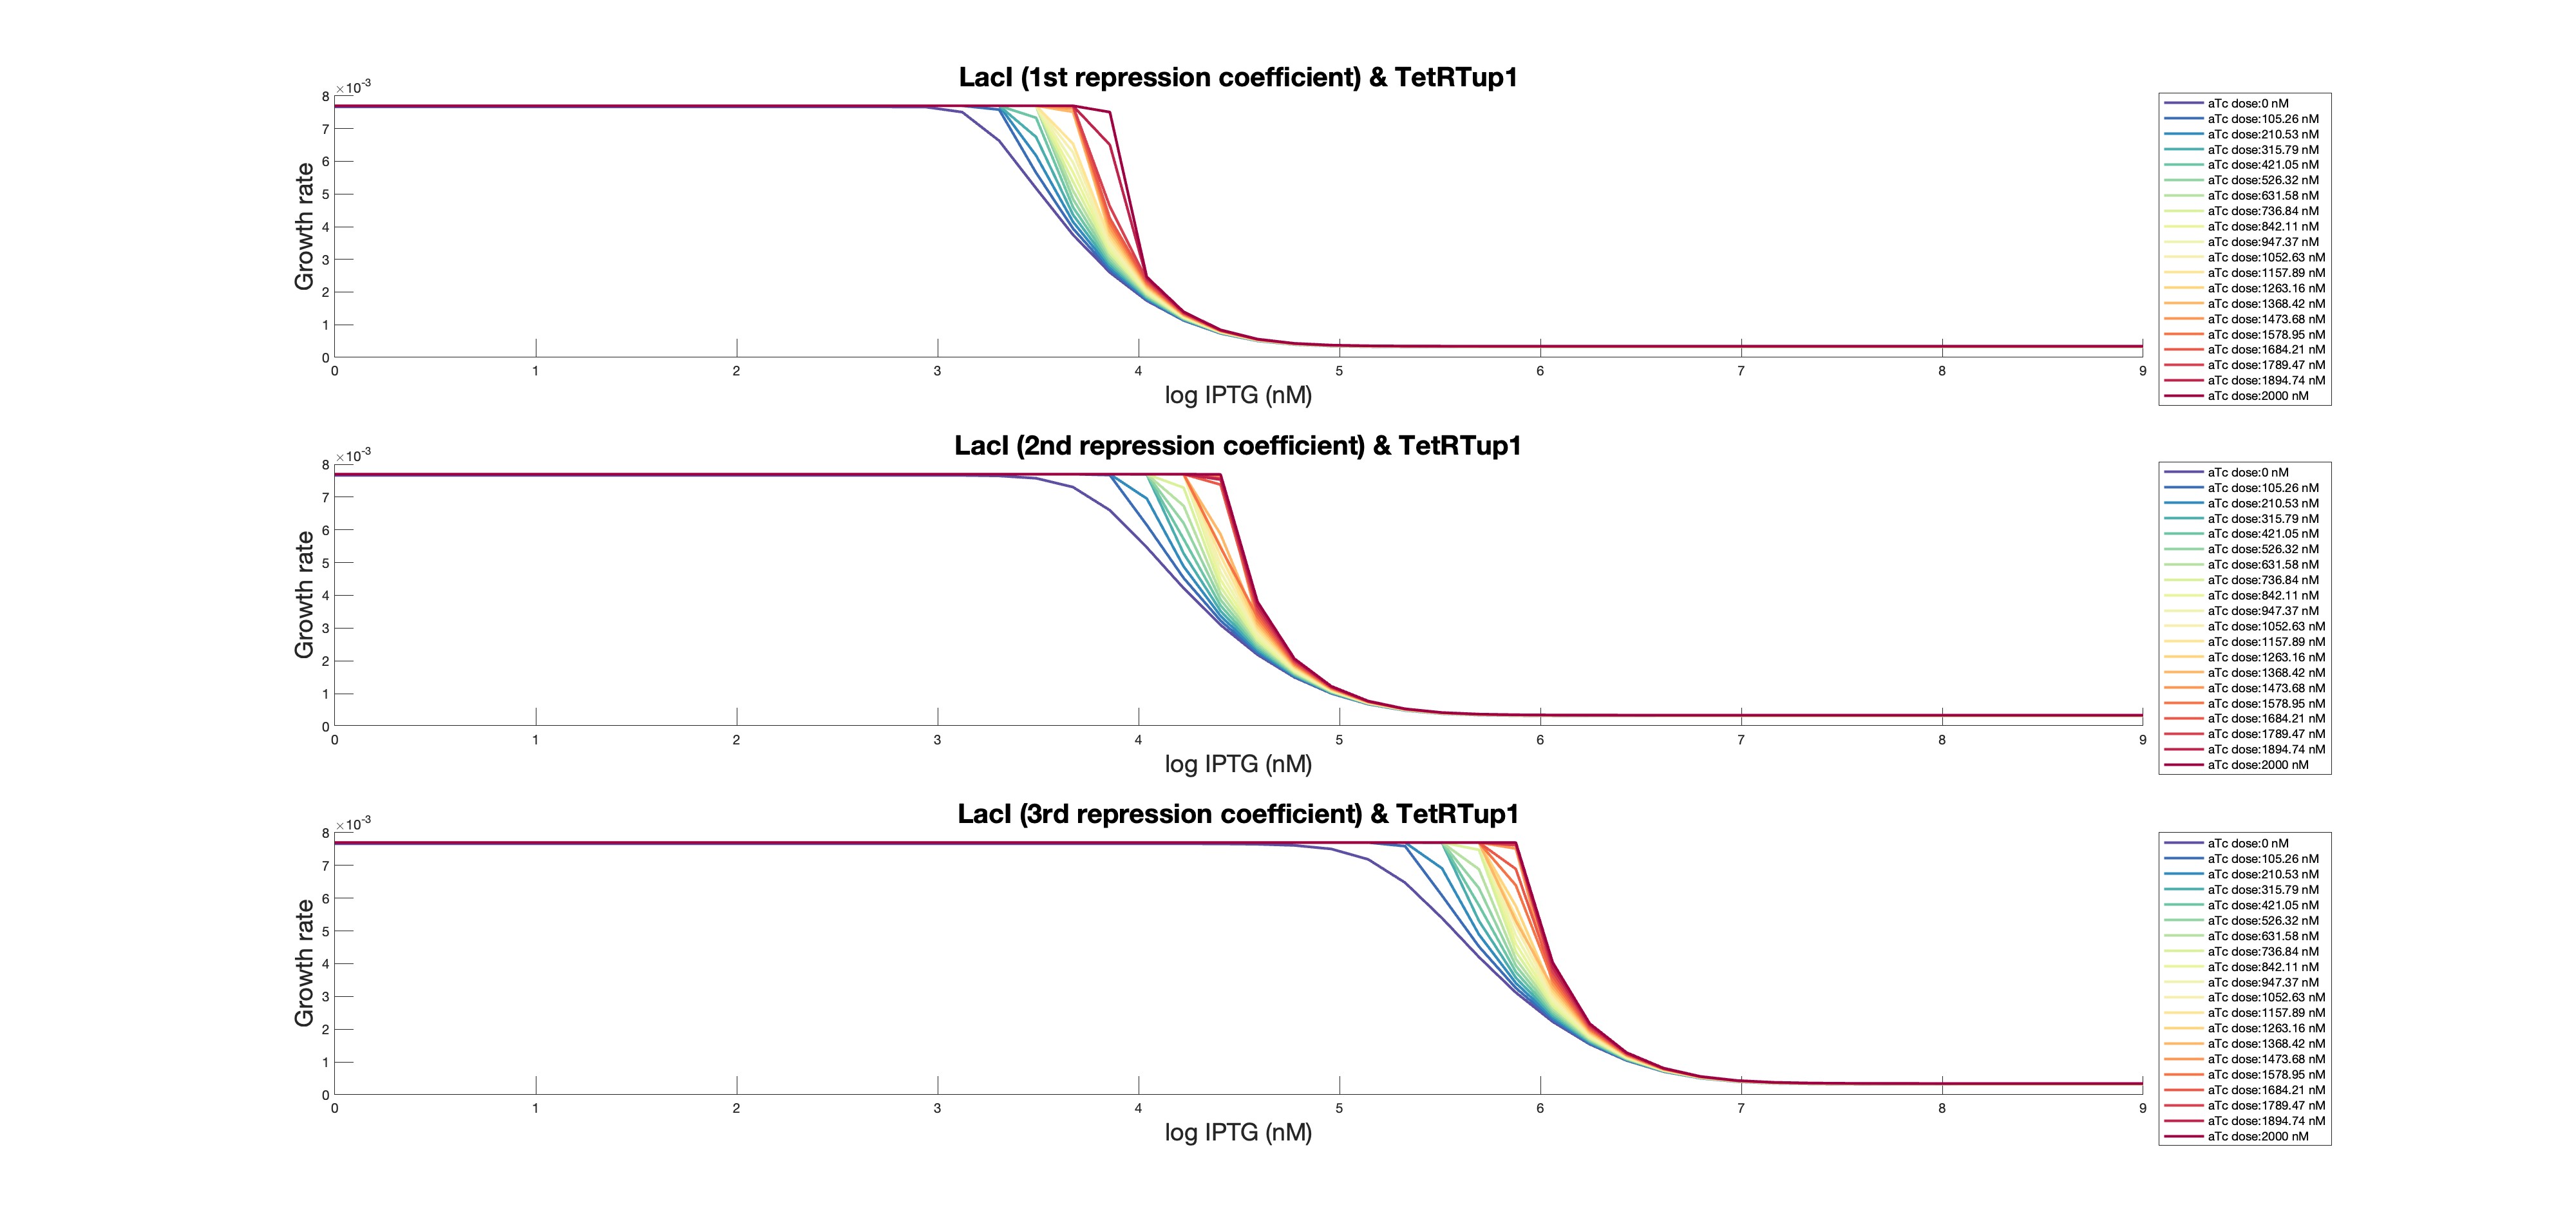 LacI (1st repression coefficient) & TetRTup1
×10-3
8
7
6
5
4
3
2
1
0
Growth rate
0 1 2 3 4 5 6 7 8 9
log IPTG (nM)
aTc dose:0 nM
aTc dose:105.26 nM
aTc dose:210.53 nM
aTc dose:315.79 nM
aTc dose:421.05 nM
aTc dose:526.32 nM
aTc dose:631.58 nM
aTc dose:736.84 nM
aTc dose:842.11 nM
aTc dose:947.37 nM
aTc dose:1052.63 nM
aTc dose:1157.89 nM
aTc dose:1263.16 nM
aTc dose:1368.42 nM
aTc dose:1473.68 nM
aTc dose:1578.95 nM
aTc dose:1684.21 nM
aTc dose:1789.47 nM
aTc dose:1894.74 nM
aTc dose:2000 nM
LacI (2nd repression coefficient) & TetRTup1
×10-3
8
7
6
5
4
3
2
1
0
Growth rate
0 1 2 3 4 5 6 7 8 9
log IPTG (nM)
aTc dose:0 nM
aTc dose:105.26 nM
aTc dose:210.53 nM
aTc dose:315.79 nM
aTc dose:421.05 nM
aTc dose:526.32 nM
aTc dose:631.58 nM
aTc dose:736.84 nM
aTc dose:842.11 nM
aTc dose:947.37 nM
aTc dose:1052.63 nM
aTc dose:1157.89 nM
aTc dose:1263.16 nM
aTc dose:1368.42 nM
aTc dose:1473.68 nM
aTc dose:1578.95 nM
aTc dose:1684.21 nM
aTc dose:1789.47 nM
aTc dose:1894.74 nM
aTc dose:2000 nM
LacI (3rd repression coefficient) & TetRTup1
×10-3
8
7
6
5
4
3
2
1
0
Growth rate
0 1 2 3 4 5 6 7 8 9
log IPTG (nM)
aTc dose:0 nM
aTc dose:105.26 nM
aTc dose:210.53 nM
aTc dose:315.79 nM
aTc dose:421.05 nM
aTc dose:526.32 nM
aTc dose:631.58 nM
aTc dose:736.84 nM
aTc dose:842.11 nM
aTc dose:947.37 nM
aTc dose:1052.63 nM
aTc dose:1157.89 nM
aTc dose:1263.16 nM
aTc dose:1368.42 nM
aTc dose:1473.68 nM
aTc dose:1578.95 nM
aTc dose:1684.21 nM
aTc dose:1789.47 nM
aTc dose:1894.74 nM
aTc dose:2000 nM